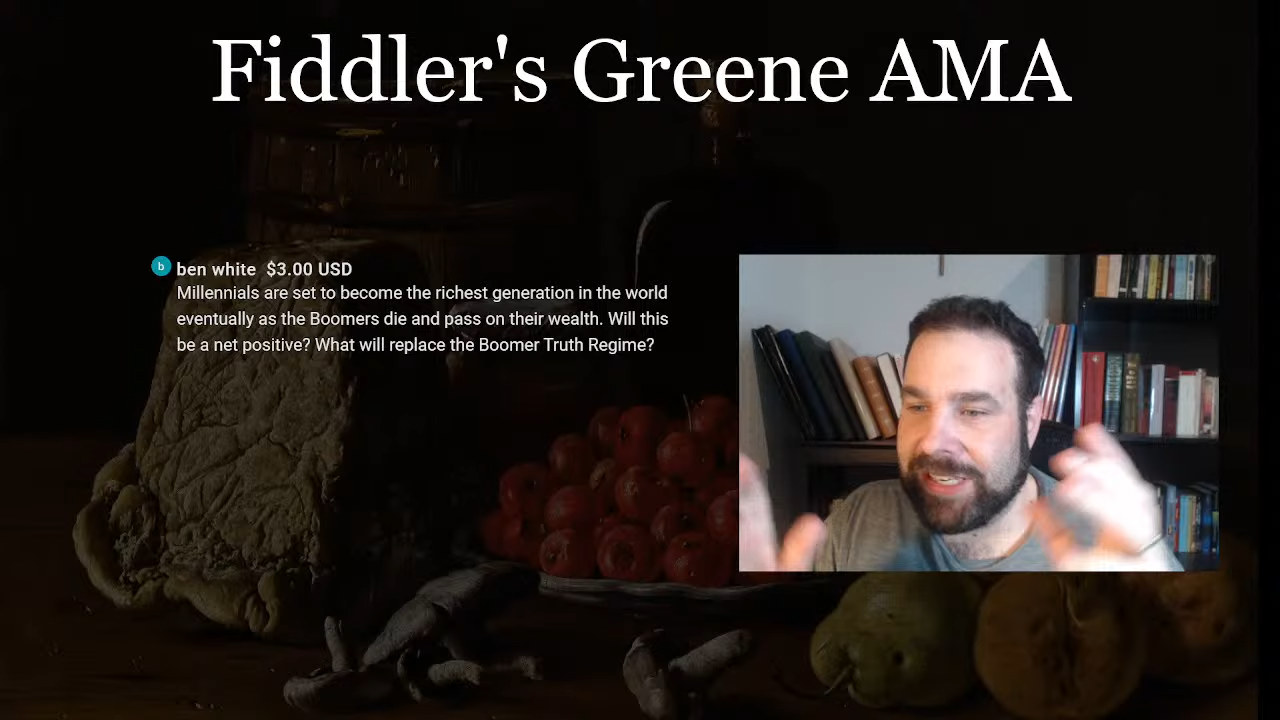 Fiddler's Greene AMA
b ben white $3.00 USD
Millennials are set to become the richest generation in the world
eventually as the Boomers die and pass on their wealth. Will this
be a net positive? What will replace the Boomer Truth Regime?